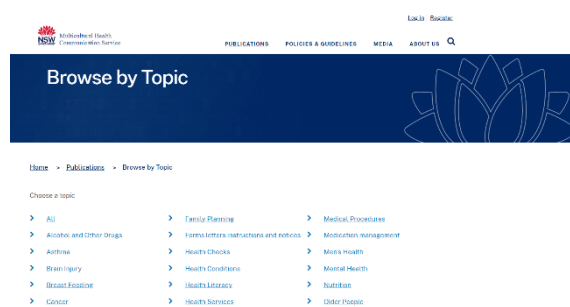 Log in Register
NSW Multicultural Health Communication Service
PUBLICATIONS POLICIES & GUIDELINES MEDIA ABOUT US
Browse by Topic
Home > Publications > Browse by Topic
Choose a topic
All
Alcohol and Other Drugs
Asthma
Brain Injury
Breast Feeding
Cancer
Family Planning
Forms letters instructions and notices
Health Checks
Health Conditions
Health Literacy
Health Services
Medical Procedures
Medication management
Mens Health
Mental Health
Nutrition
Older People